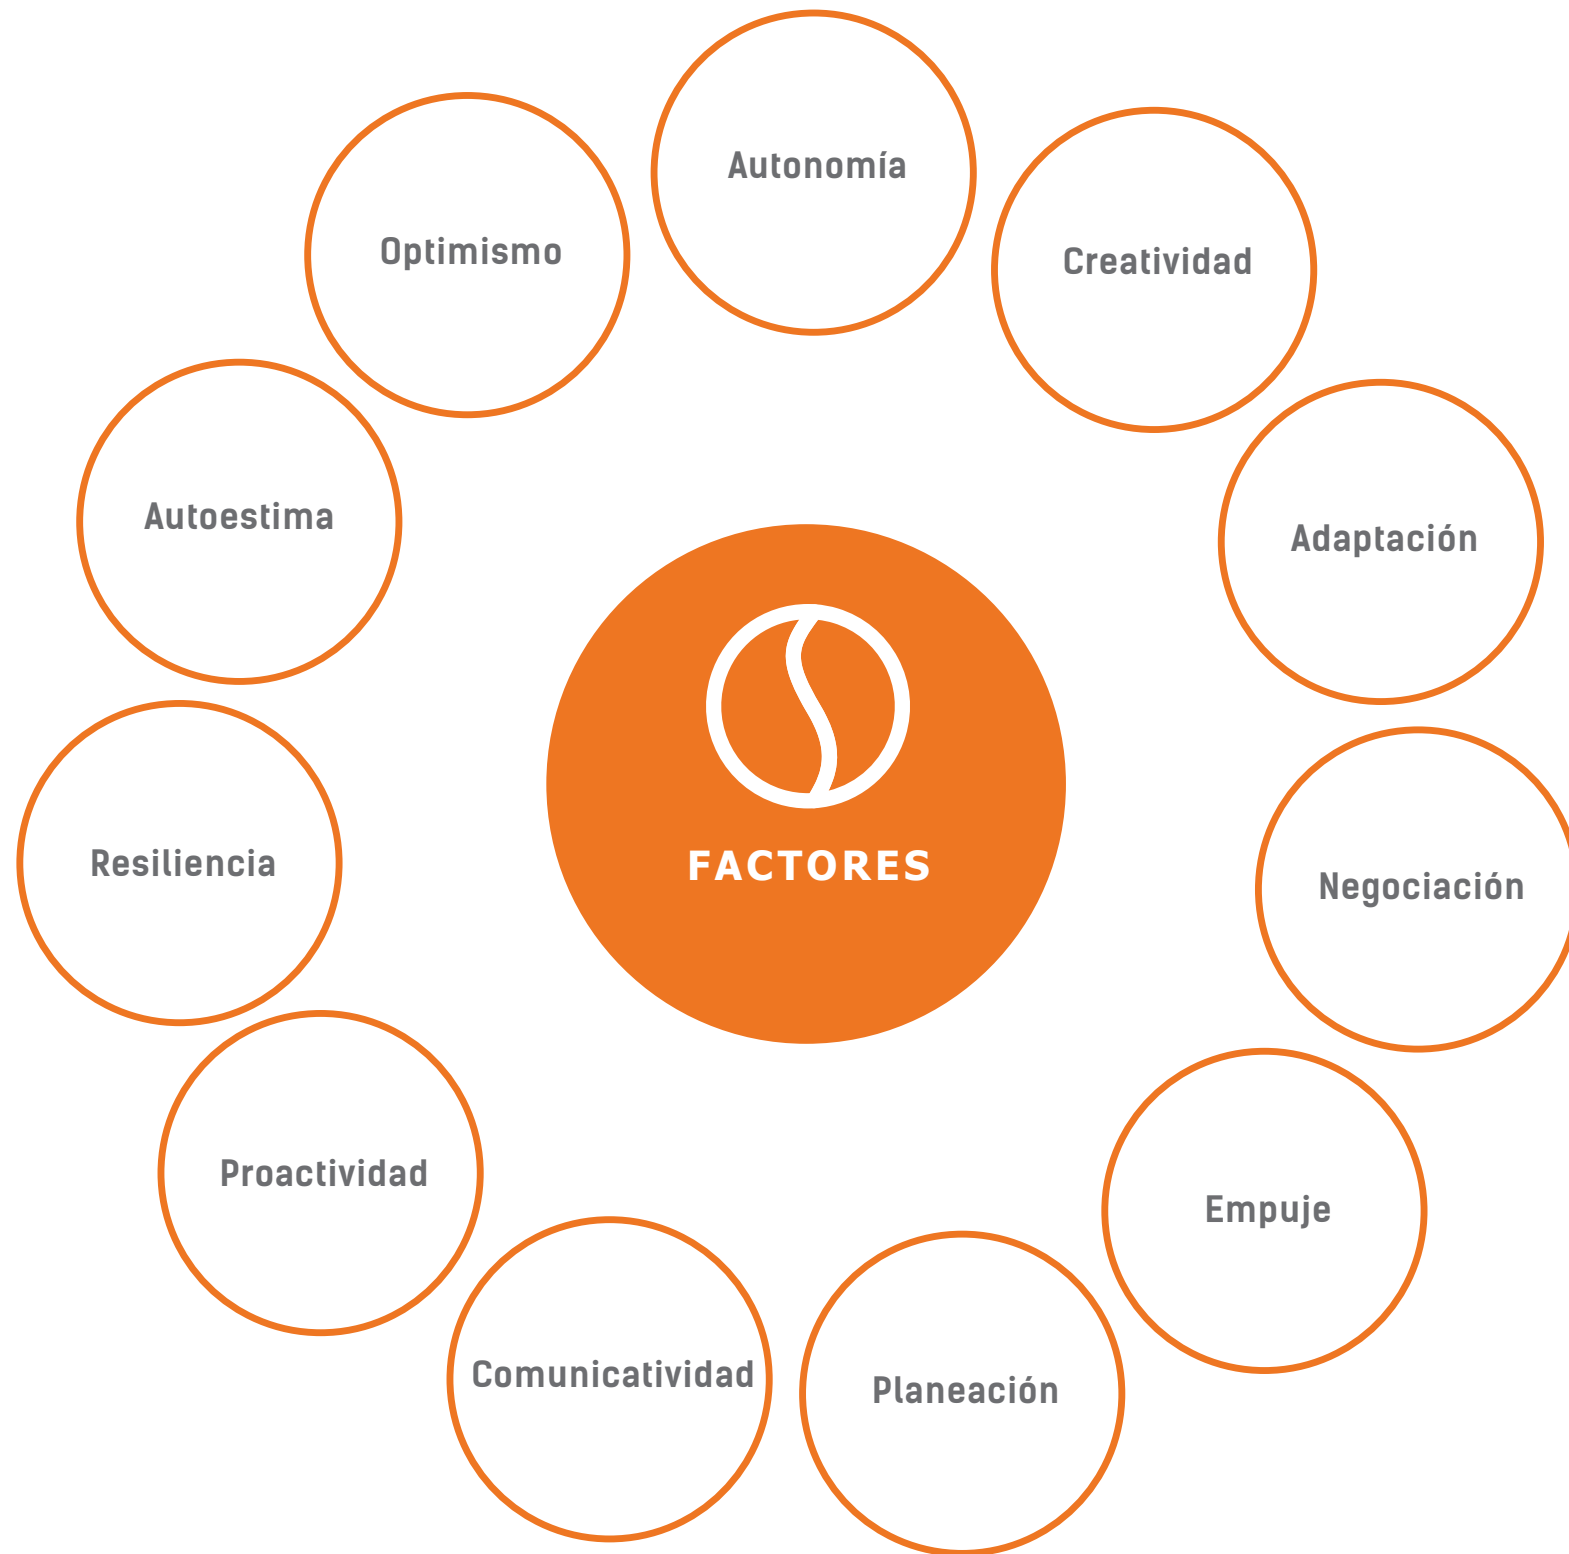 Autonomía
Optimismo
Creatividad
Autoestima
Adaptación
FACTORES
Resiliencia
Negociación
Proactividad
Empuje
Comunicatividad
Planeación